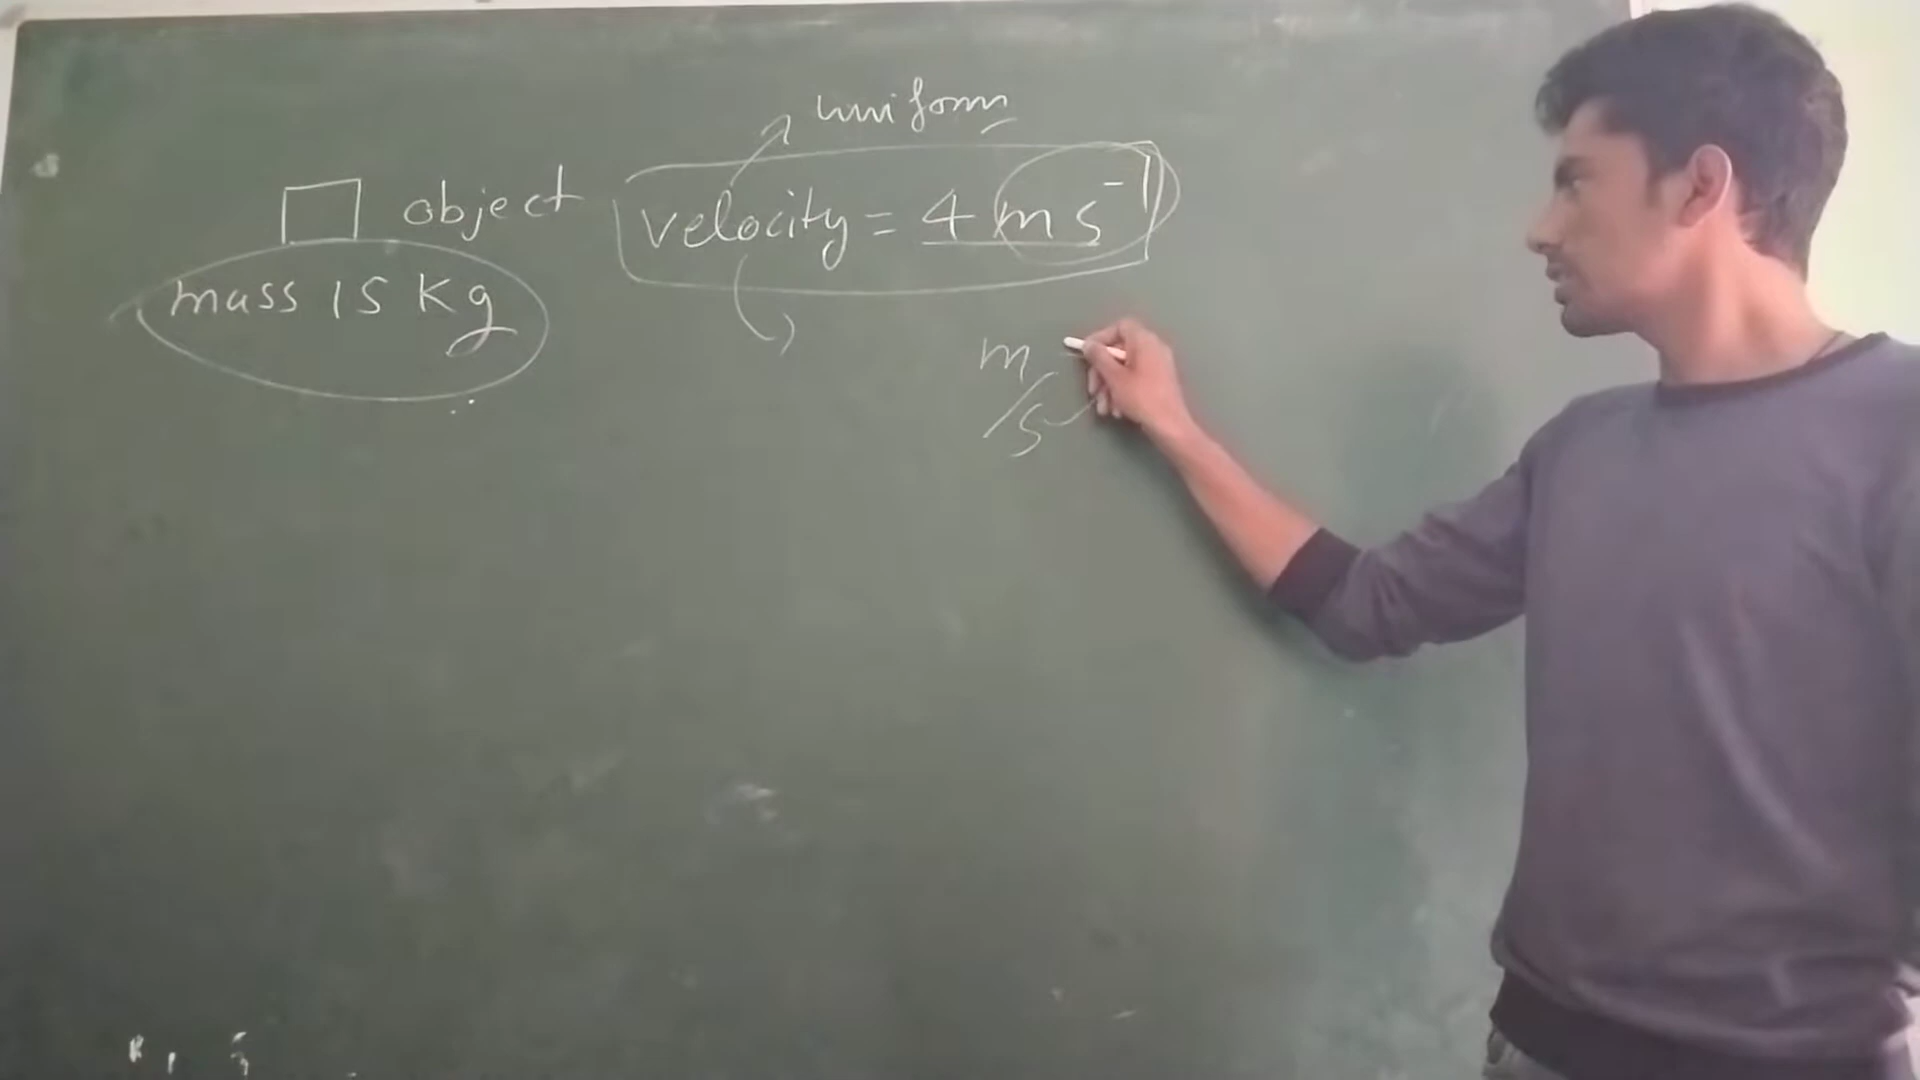 uniform
object velocity = 4 ms⁻¹
mass 15 Kg
m
/s